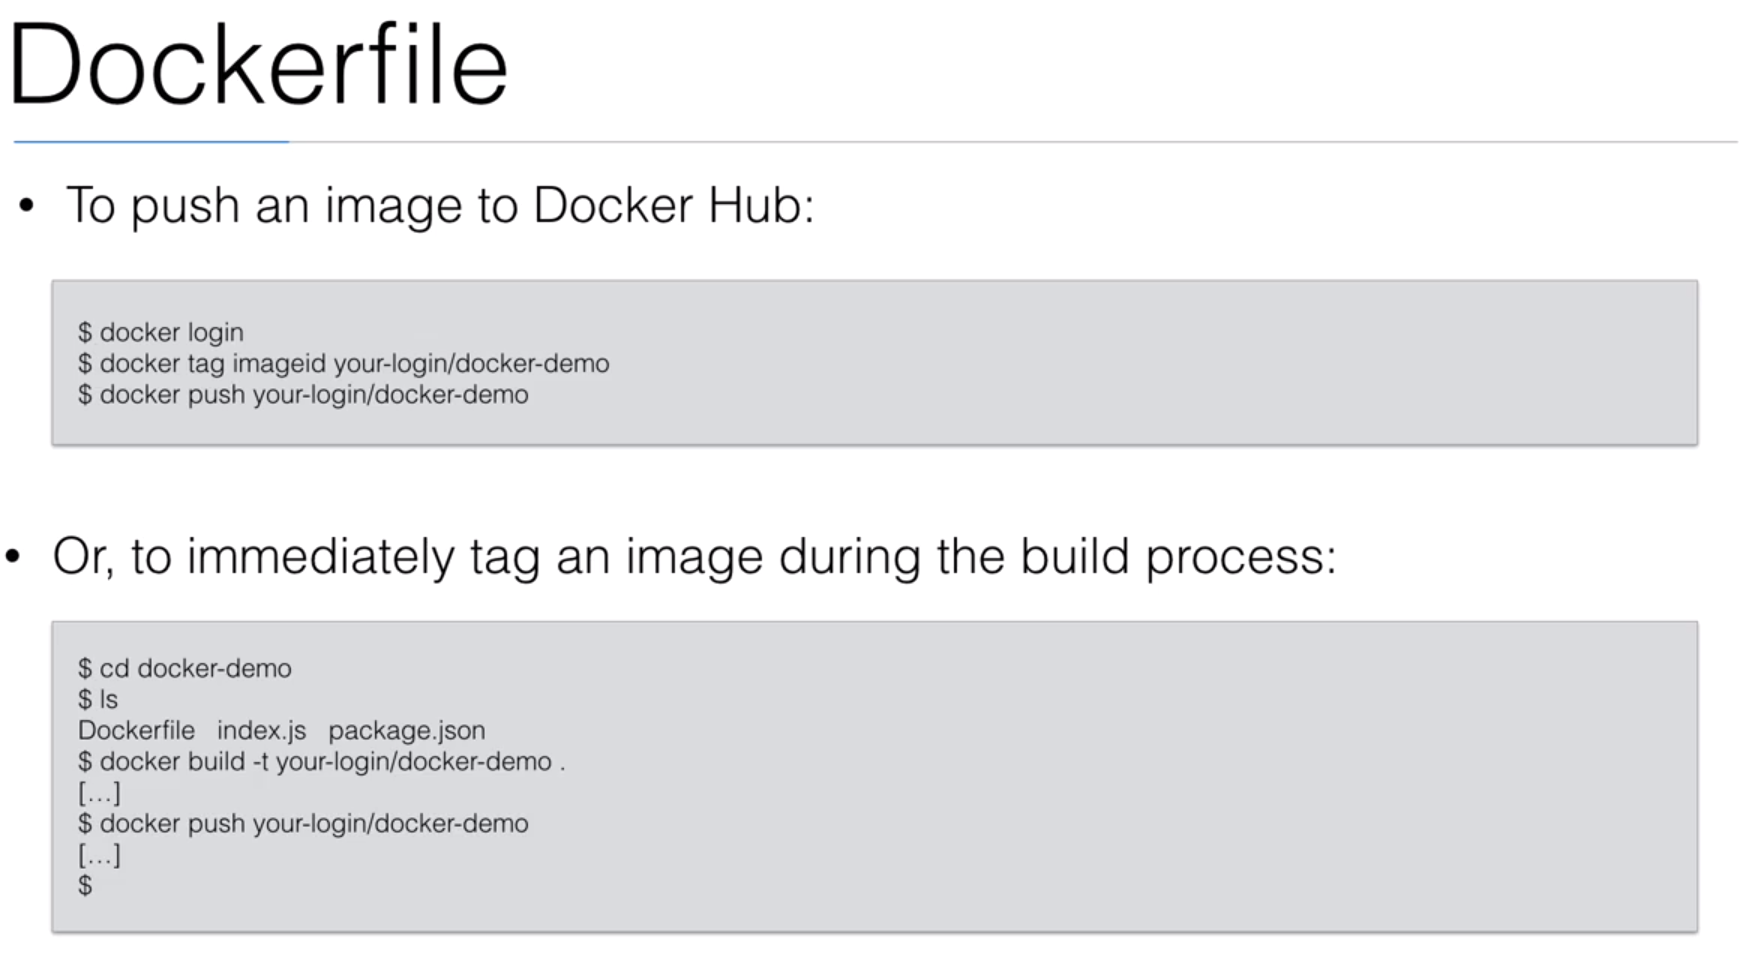 Dockerfile
• To push an image to Docker Hub:
$ docker login
$ docker tag imageid your-login/docker-demo
$ docker push your-login/docker-demo
• Or, to immediately tag an image during the build process:
$ cd docker-demo
$ ls
Dockerfile index.js package.json
$ docker build -t your-login/docker-demo .
[...]
$ docker push your-login/docker-demo
[...]
$